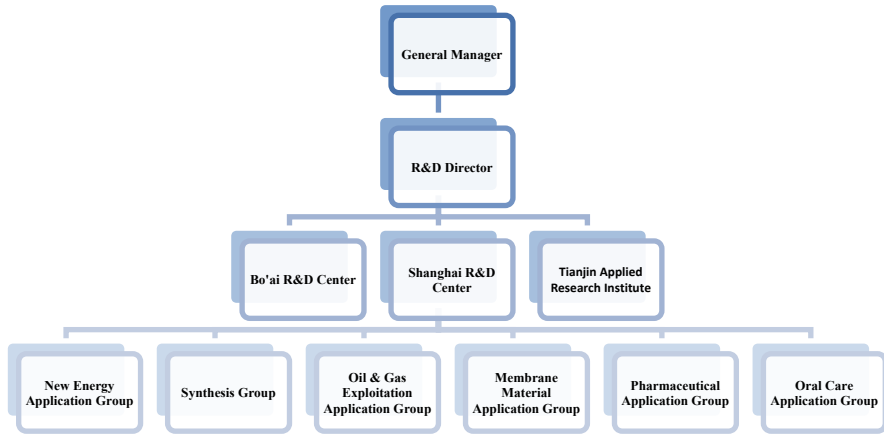 General Manager
R&D Director
Bo'ai R&D Center
Shanghai R&D
Center
Tianjin Applied
Research Institute
New Energy
Application Group
Synthesis Group
Oil & Gas
Exploitation
Application Group
Membrane
Material
Application Group
Pharmaceutical
Application Group
Oral Care
Application Group